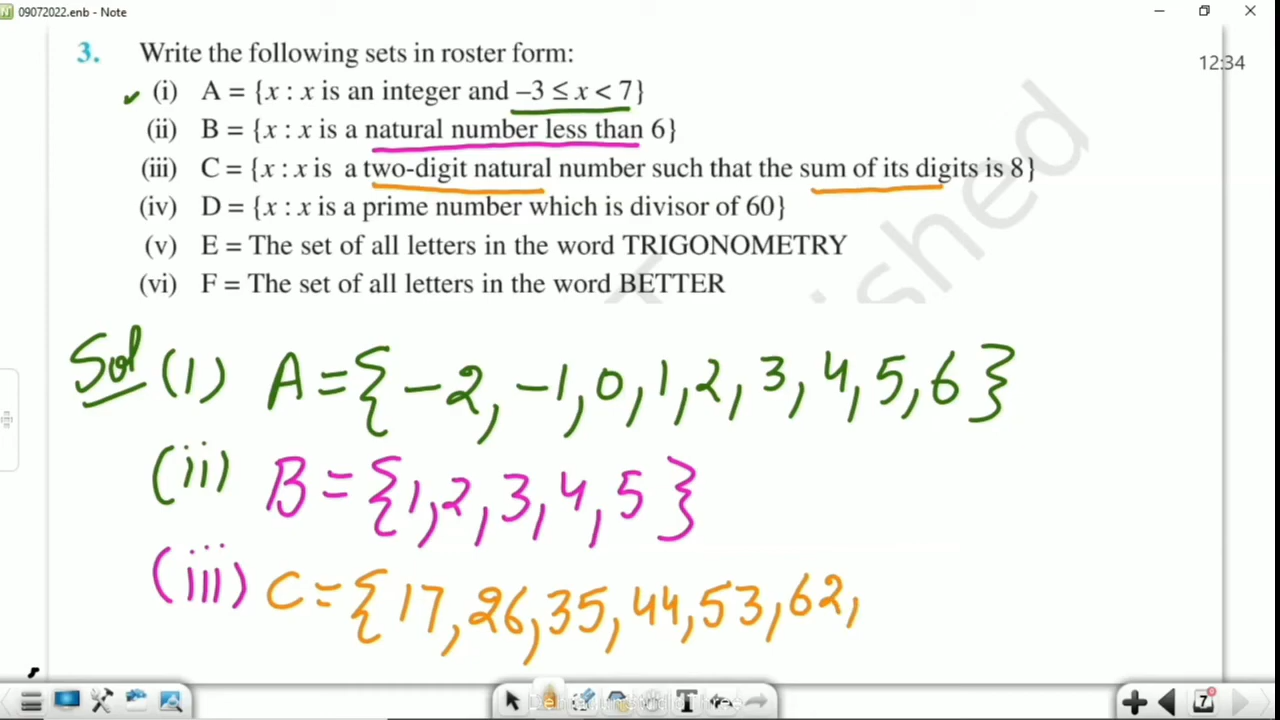 09072022.enb - Note
12:34
3. Write the following sets in roster form:
(i) A = {x : x is an integer and –3 ≤ x < 7}
(ii) B = {x : x is a natural number less than 6}
(iii) C = {x : x is a two-digit natural number such that the sum of its digits is 8}
(iv) D = {x : x is a prime number which is divisor of 60}
(v) E = The set of all letters in the word TRIGONOMETRY
(vi) F = The set of all letters in the word BETTER
shed
Sol (1) A = {-2, -1, 0, 1, 2, 3, 4, 5, 6}
(ii) B = {1, 2, 3, 4, 5}
(iii) C = {17, 26, 35, 44, 53, 62,
7